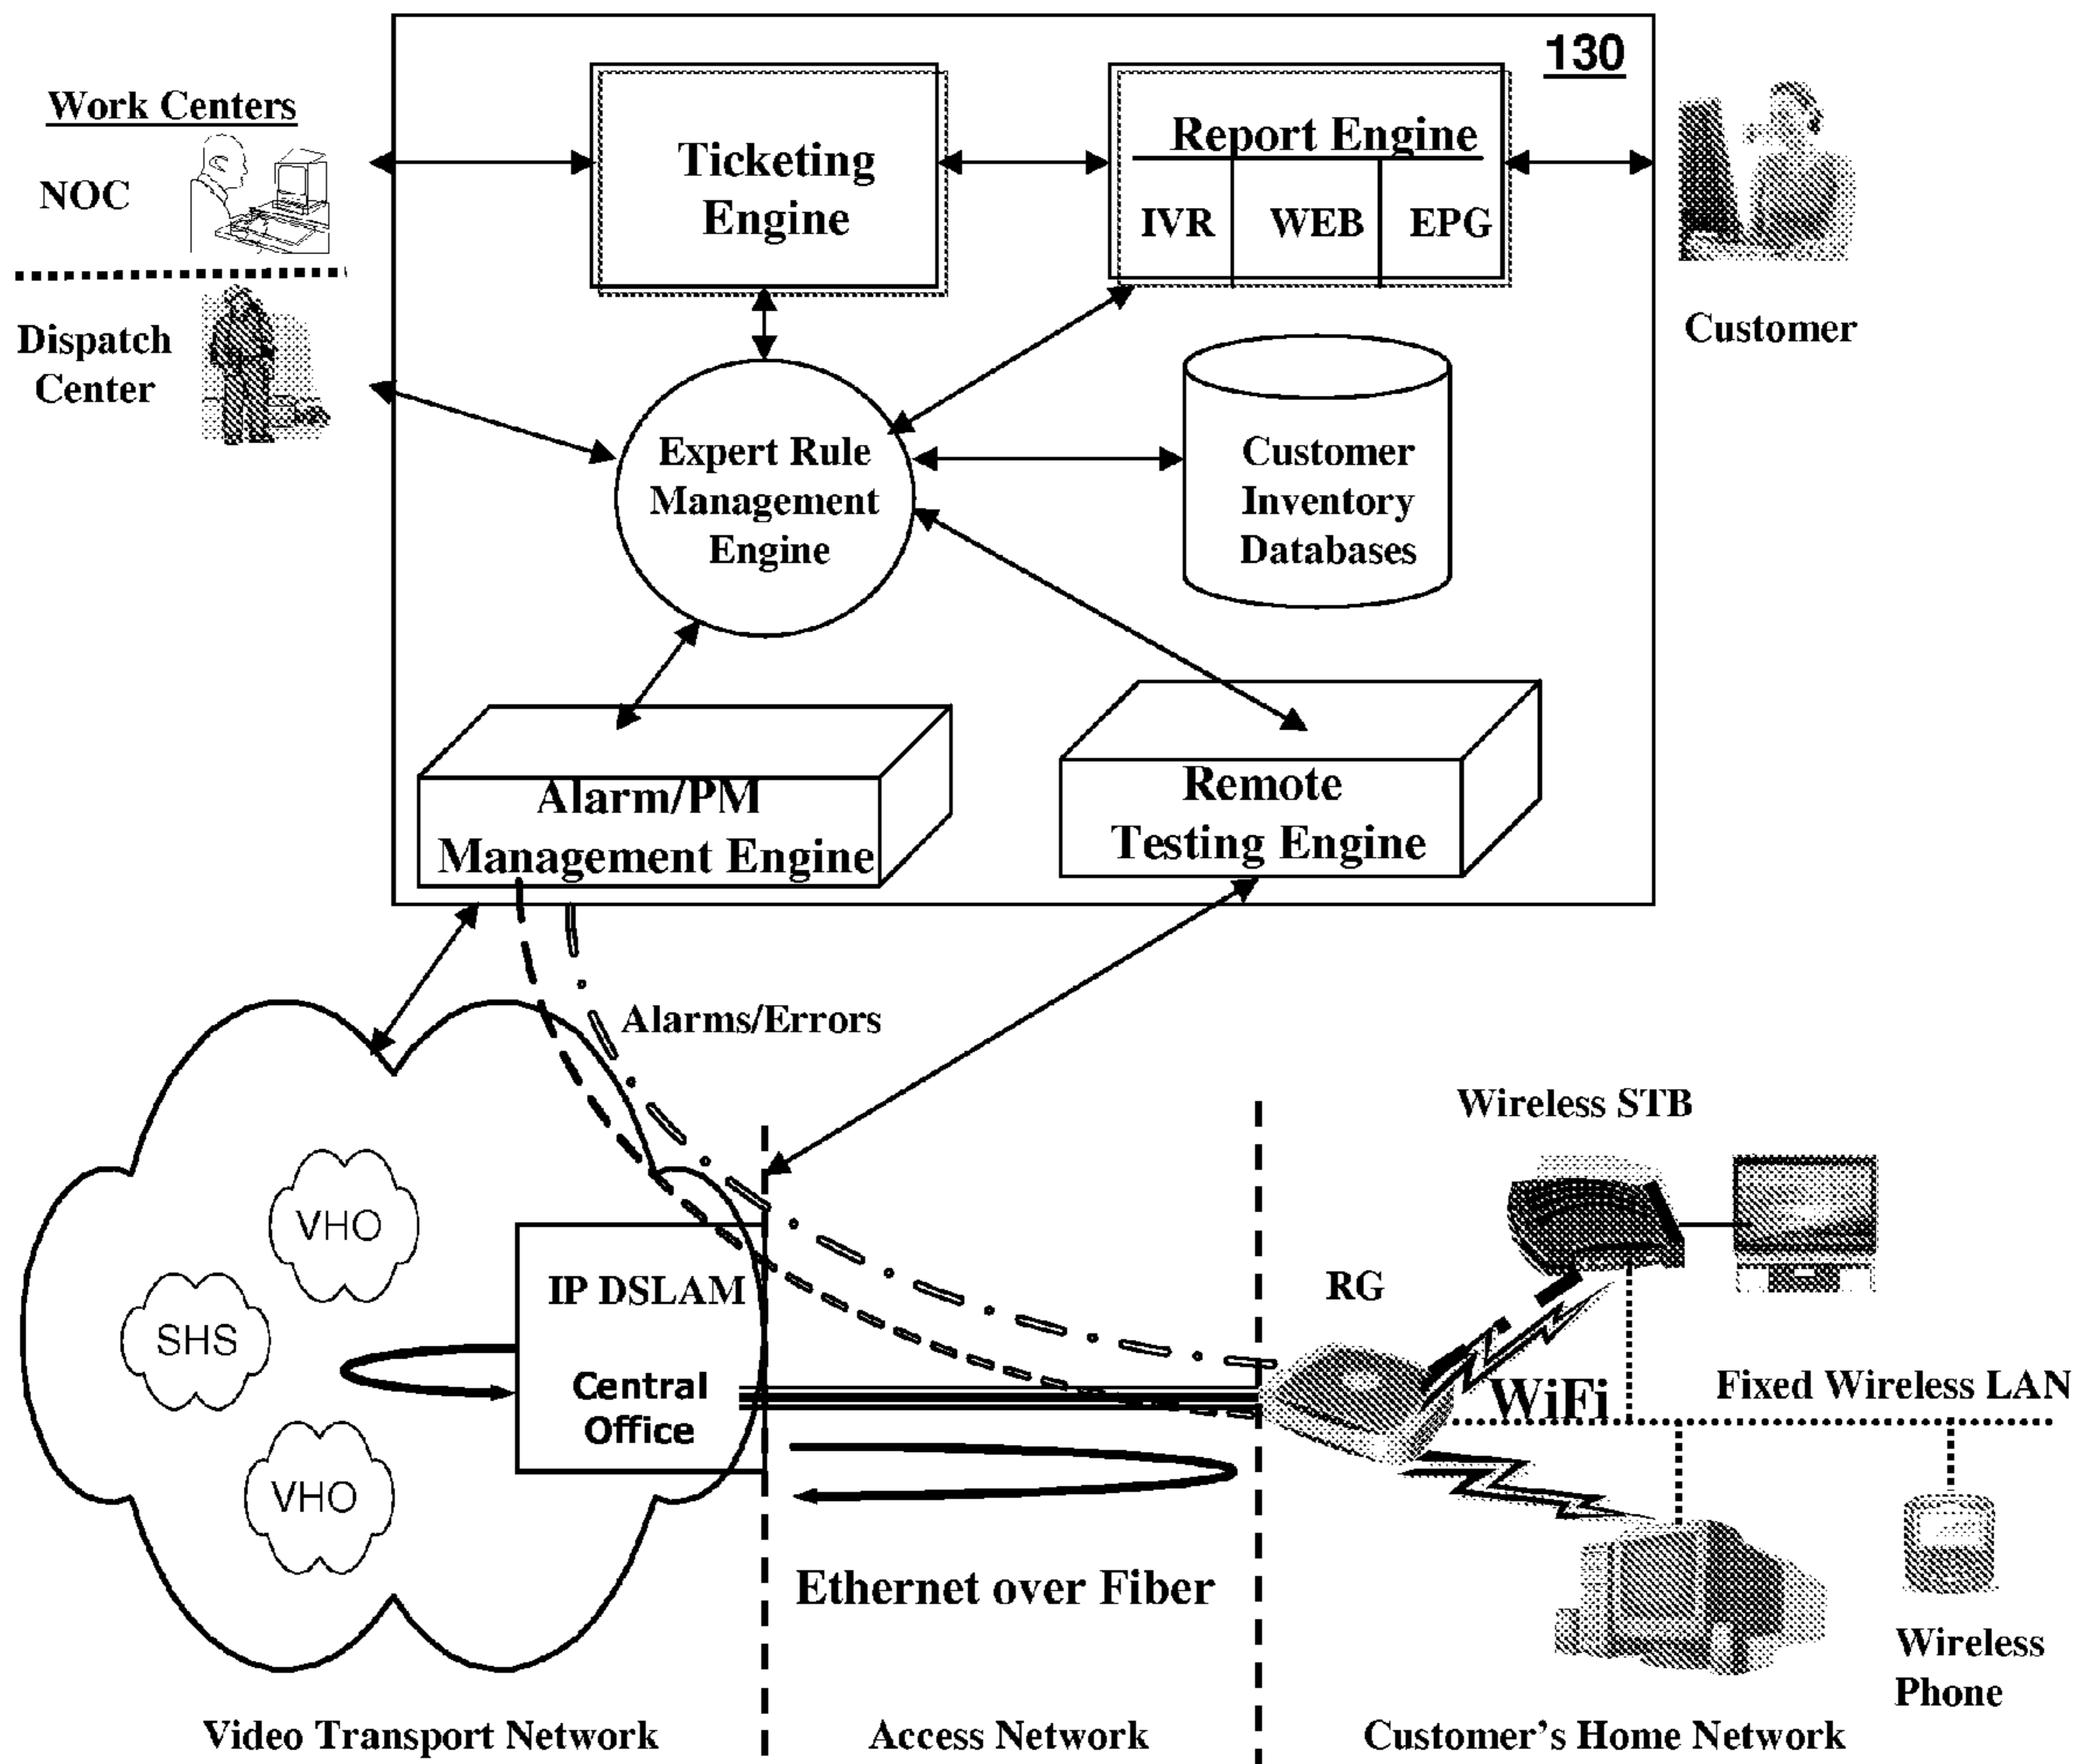 130
Work Centers
NOC
Dispatch
Center
Ticketing
Engine
Report Engine
IVR WEB EPG
Customer
Expert Rule
Management
Engine
Customer
Inventory
Databases
Alarm/PM
Management Engine
Remote
Testing Engine
Alarms/Errors
VHO
SHS
VHO
IP DSLAM
Central
Office
Ethernet over Fiber
Wireless STB
RG
WiFi
Fixed Wireless LAN
Wireless
Phone
Video Transport Network
Access Network
Customer's Home Network